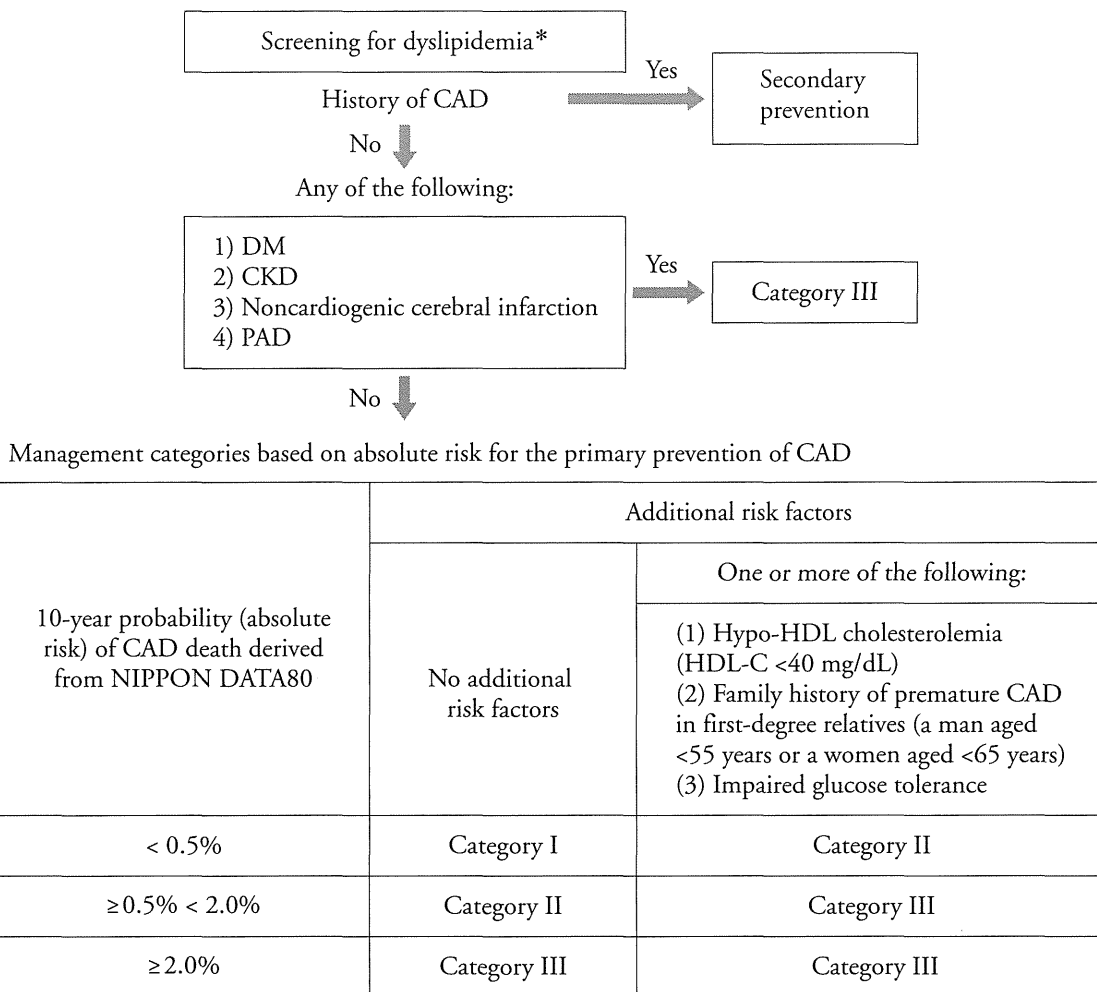 Screening for dyslipidemia*
Yes
Secondary
prevention
History of CAD
No
Any of the following:
1) DM
2) CKD
3) Noncardiogenic cerebral infarction
4) PAD
Yes
Category III
No
Management categories based on absolute risk for the primary prevention of CAD
10-year probability (absolute
risk) of CAD death derived
from NIPPON DATA80
Additional risk factors
No additional
risk factors
One or more of the following:
(1) Hypo-HDL cholesterolemia
(HDL-C <40 mg/dL)
(2) Family history of premature CAD
in first-degree relatives (a man aged
<55 years or a women aged <65 years)
(3) Impaired glucose tolerance
< 0.5%
Category I
Category II
≥0.5% < 2.0%
Category II
Category III
≥2.0%
Category III
Category III